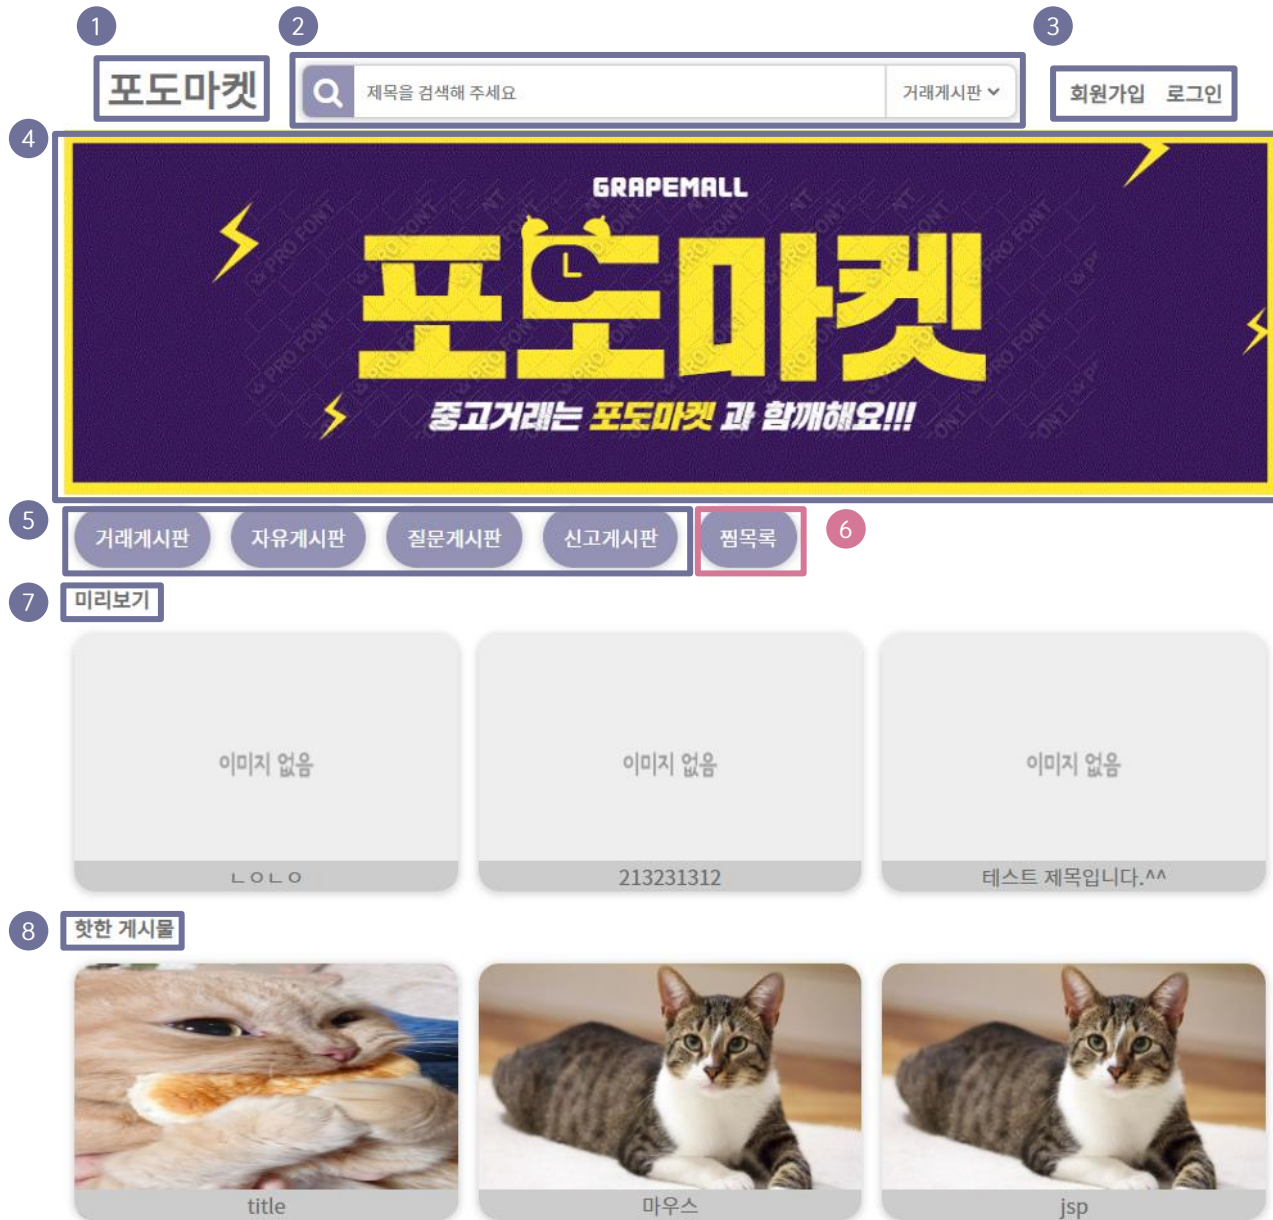 1 2 3
포도마켓 제목을 검색해 주세요 거래게시판 회원가입 로그인
4
GRAPEMALL
포도마켓
중고거래는 포도마켓 과 함깨해요!!!
5 거래게시판 자유게시판 질문게시판 신고게시판 찜목록 6
7 미리보기
이미지 없음 이미지 없음 이미지 없음
ㄴㅇㄴㅇ 213231312 테스트 제목입니다.^^
8 핫한 게시물
title 마우스 jsp